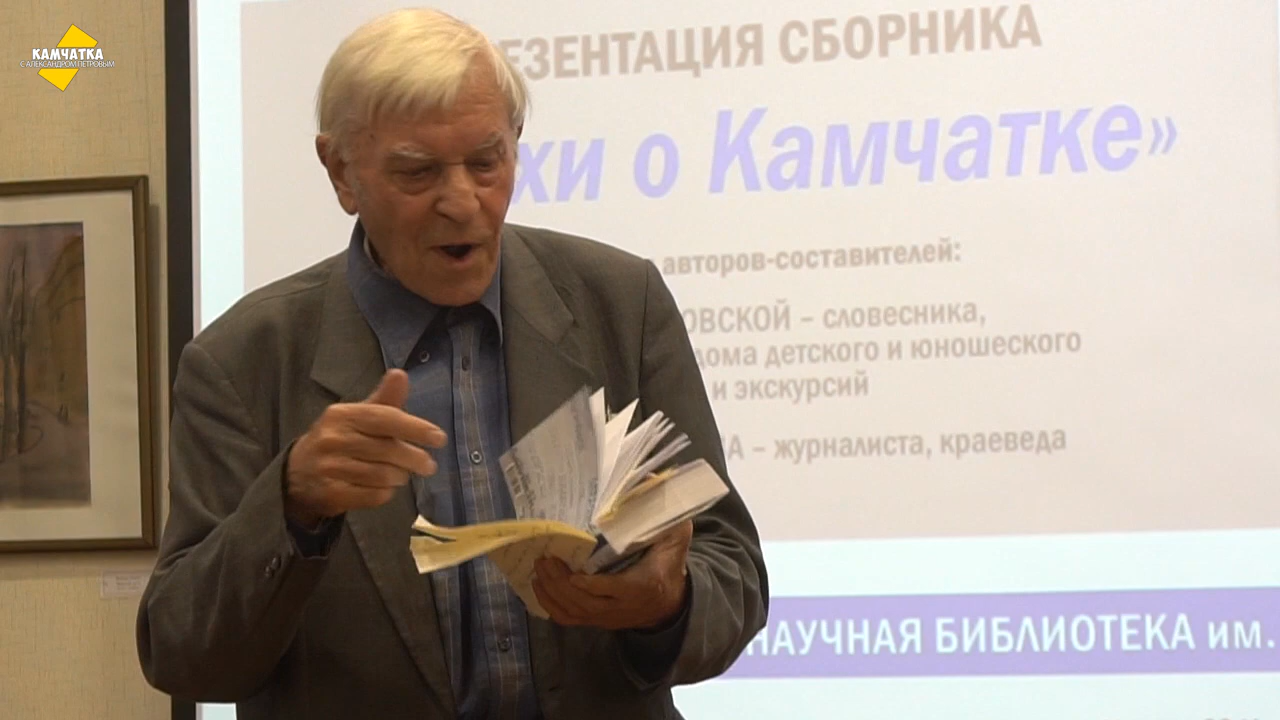 КАМЧАТКА
С АЛЕКСАНДРОМ ПЕТРОВЫМ
ЕЗЕНТАЦИЯ СБОРНИКА
хи о Камчатке»
авторов-составителей:
ОВСКОЙ – словесника,
дома детского и юношеского
и экскурсий
А – журналиста, краеведа
НАУЧНАЯ БИБЛИОТЕКА им.